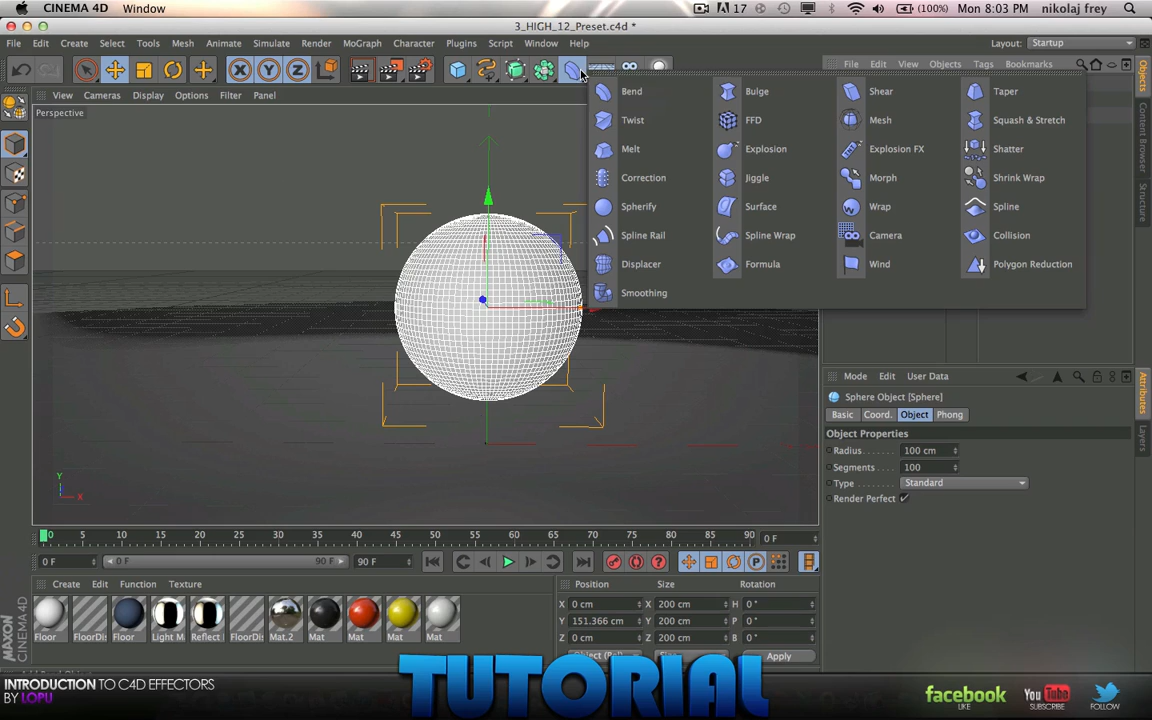 CINEMA 4D Window
17 (100%) Mon 8:03 PM nikolaj frey
3_HIGH_12_Preset.c4d *
File Edit Create Select Tools Mesh Animate Simulate Render MoGraph Character Plugins Script Window Help
Layout: Startup
X Y Z
File Edit View Objects Tags Bookmarks
View Cameras Display Options Filter Panel
Perspective
Bend Bulge Shear Taper
Twist FFD Mesh Squash & Stretch
Melt Explosion Explosion FX Shatter
Correction Jiggle Morph Shrink Wrap
Spherify Surface Wrap Spline
Spline Rail Spline Wrap Camera Collision
Displacer Formula Wind Polygon Reduction
Smoothing
Objects
Content Browser
Structure
Attributes
Layers
Mode Edit User Data
Sphere Object [Sphere]
Basic Coord. Object Phong
Object Properties
Radius 100 cm
Segments 100
Type Standard
Render Perfect
Y
X
0 5 10 15 20 25 30 35 40 45 50 55 60 65 70 75 80 85 90 0 F
0 F 0 F 90 F 90 F
Create Edit Function Texture
Floor FloorDis Floor Light M Reflect FloorDis Mat.2 Mat Mat Mat Mat
Position Size Rotation
X 0 cm X 200 cm H 0 °
Y 151.366 cm Y 200 cm P 0 °
Z 0 cm Z 200 cm B 0 °
Apply
MAXON CINEMA 4D
INTRODUCTION TO C4D EFFECTORS
BY LOPU
TUTORIAL
facebook
LIKE
YouTube
SUBSCRIBE
FOLLOW